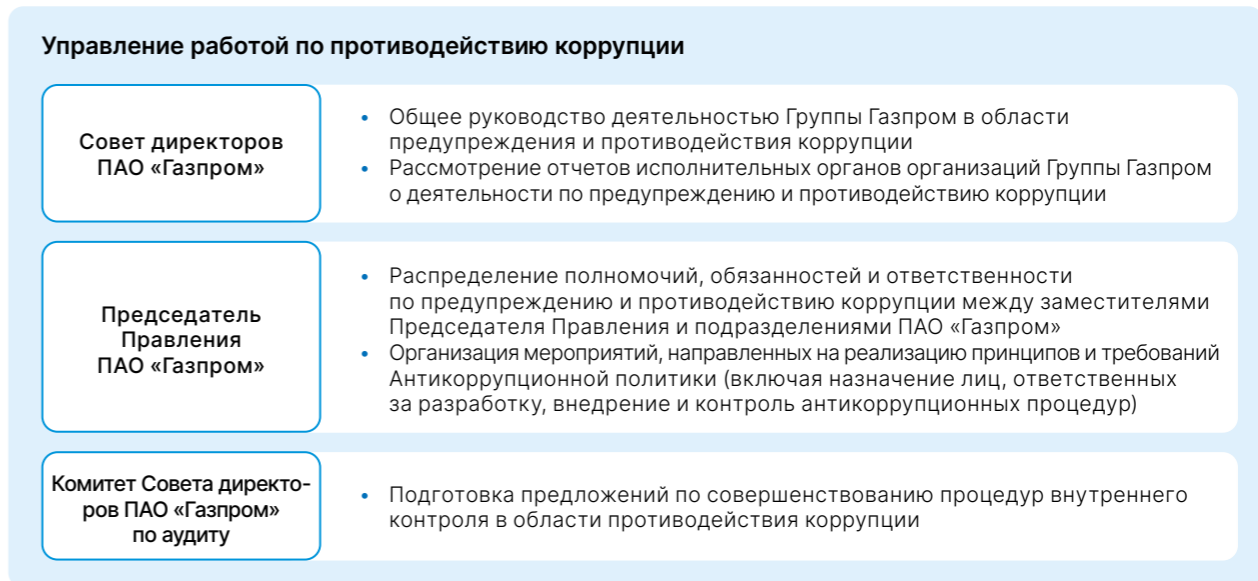 Управление работой по противодействию коррупции
Совет директоров
ПАО «Газпром»
• Общее руководство деятельностью Группы Газпром в области
предупреждения и противодействия коррупции
• Рассмотрение отчетов исполнительных органов организаций Группы Газпром
о деятельности по предупреждению и противодействию коррупции
Председатель
Правления
ПАО «Газпром»
• Распределение полномочий, обязанностей и ответственности
по предупреждению и противодействию коррупции между заместителями
Председателя Правления и подразделениями ПАО «Газпром»
• Организация мероприятий, направленных на реализацию принципов и требований
Антикоррупционной политики (включая назначение лиц, ответственных
за разработку, внедрение и контроль антикоррупционных процедур)
Комитет Совета директо-
ров ПАО «Газпром»
по аудиту
• Подготовка предложений по совершенствованию процедур внутреннего
контроля в области противодействия коррупции